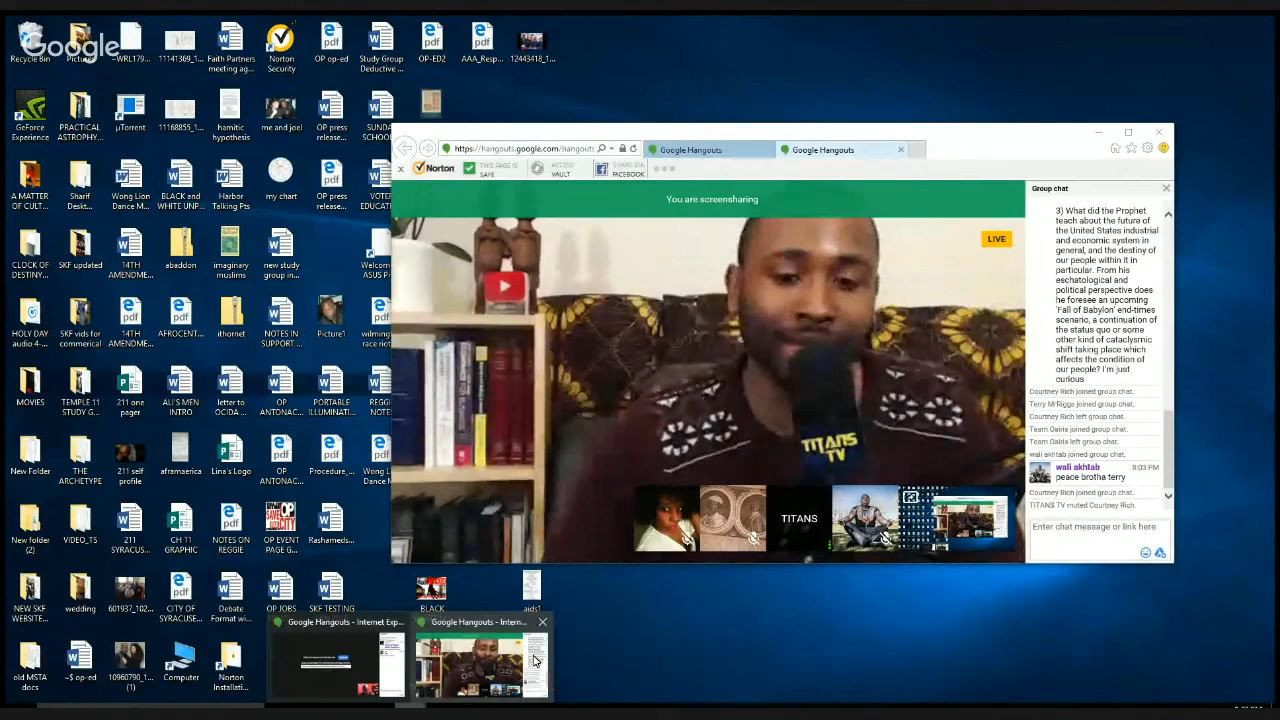 Google
Recycle Bin
--WRL179...
11141369_1...
Faith Partners
meeting ag...
Norton
Security
OP op-ed
Study Group
Deductive ...
OP-ED2
AAA_Resp...
12443418_1...
GeForce
Experience
PRACTICAL
ASTROPHY...
µTorrent
11168855_1...
hamitic
hypothesis
me and joel
OP press
release...
A MATTER
OF CULT...
Sharif
Deskt...
Wong Lion
Dance M...
BLACK and
WHITE UNP...
Harbor
Talking Pts
my chart
OP press
release...
CLOCK OF
DESTINY...
SKF updated
14TH
AMENDME...
abaddon
imaginary
muslims
new study
group in...
HOLY DAY
audio 4-...
SKF vids for
commerical
14TH
AMENDME...
AFROCENT...
ithornet
NOTES IN
SUPPORT ...
Picture1
MOVIES
TEMPLE 11
STUDY G...
211 one
pager
ALI'S MEN
INTRO
letter to
OCIDA ...
OP
ANTONAC...
PORTABLE
ILLUMINATI...
New Folder
THE
ARCHETYPE
211 self
profile
aframaerica
Lina's Logo
OP
ANTONAC...
Procedure_...
New folder
(2)
VIDEO_TS
211
SYRACUS...
CH 11
GRAPHIC
NOTES ON
REGGIE
OP EVENT
PAGE G...
Rashameds...
NEW SKF
WEBSITE...
wedding
601937_102...
CITY OF
SYRACUSE...
Debate
Format wi...
OP JOBS
SKF TESTING
BLACK
aids1
old MSTA
docs
10960790_1...
(1)
Computer
Norton
Installati...
https://hangouts.google.com/hangouts
Google Hangouts
Google Hangouts
Norton
THIS PAGE IS
SAFE
ACCESS
VAULT
SHARE VIA
FACEBOOK
You are screensharing
LIVE
TITANS
TV
TITANS
Group chat
3) What did the Prophet
teach about the future of
the United States industrial
and economic system in
general, and the destiny of
our people within it in
particular. From his
eschatological and
political perspective does
he foresee an upcoming
'Fall of Babylon' end-times
scenario, a continuation of
the status quo or some
other kind of cataclysmic
shift taking place which
affects the condition of
our people? I'm just
curious
Courtney Rich joined group chat.
Terry M'Rigga joined group chat.
Courtney Rich left group chat.
Team Osiris joined group chat.
Team Osiris left group chat.
wali akhtab joined group chat.
wali akhtab 8:03 PM
peace brotha terry
Courtney Rich joined group chat.
TITANS TV muted Courtney Rich.
Enter chat message or link here
Google Hangouts - Internet Exp...
Google Hangouts - Intern...